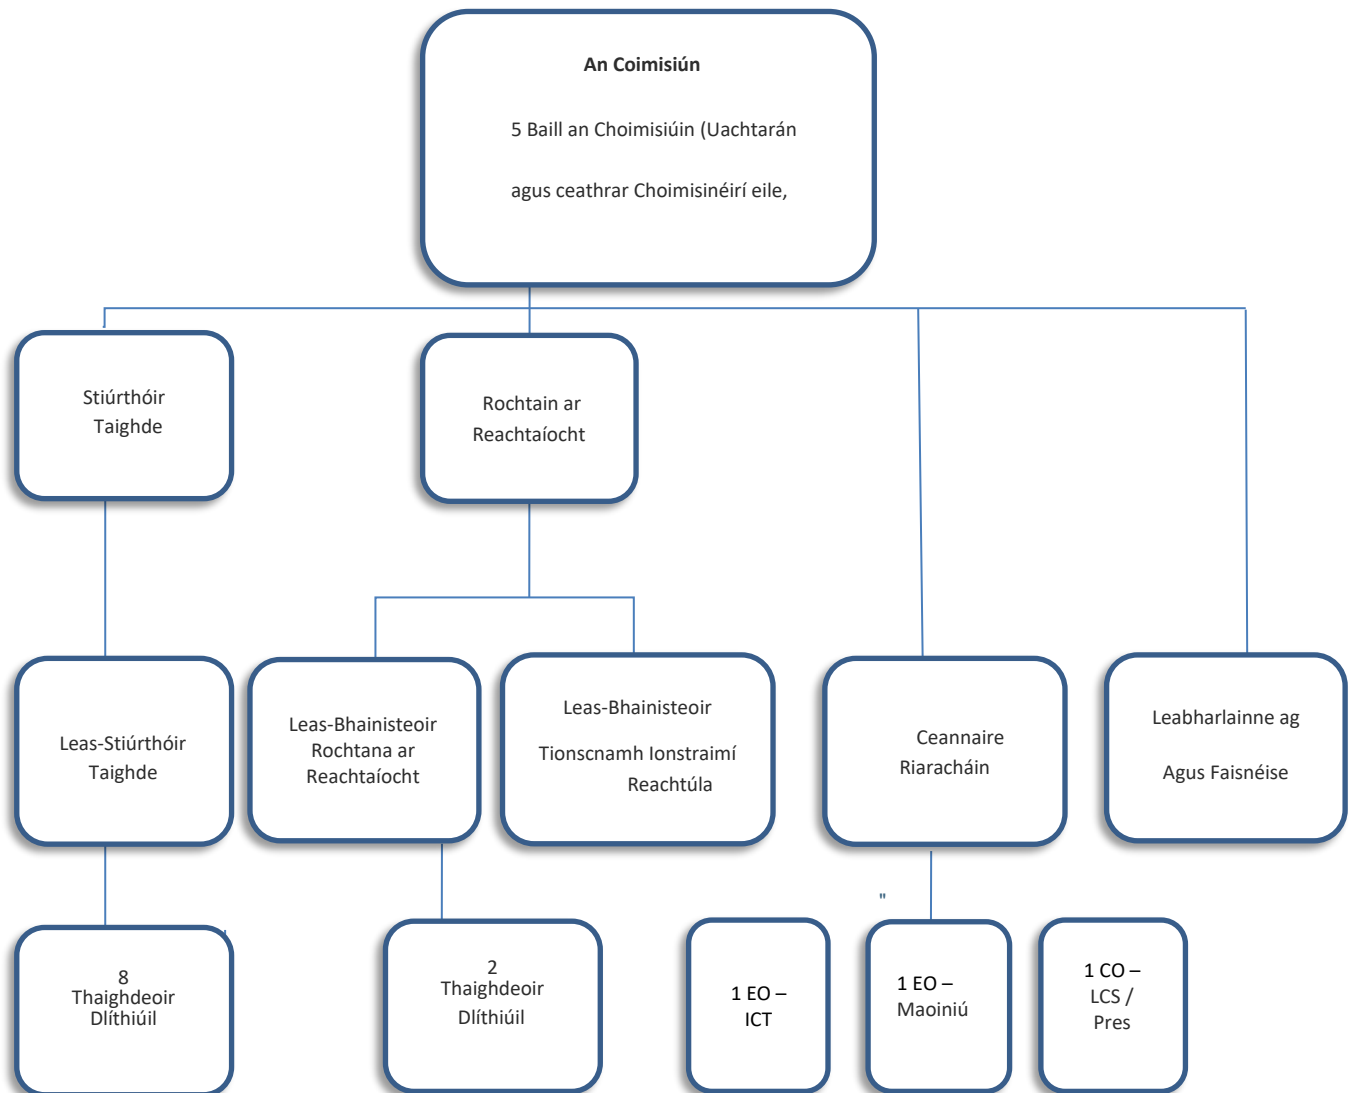 An Coimisiún
5 Baill an Choimisiúin (Uachtarán
agus ceathrar Choimisinéirí eile,
Stiúrthóir
Taighde
Rochtain ar
Reachtaíocht
Leas-Stiúrthóir
Taighde
Leas-Bhainisteoir
Rochtana ar
Reachtaíocht
Leas-Bhainisteoir
Tionscnamh Ionstraimí
Reachtúla
Ceannaire
Riaracháin
Leabharlainne ag
Agus Faisnéise
8
Thaighdeoir
Dlíthiúil
2
Thaighdeoir
Dlíthiúil
1 EO –
ICT
"
1 EO –
Maoiniú
1 CO –
LCS /
Pres